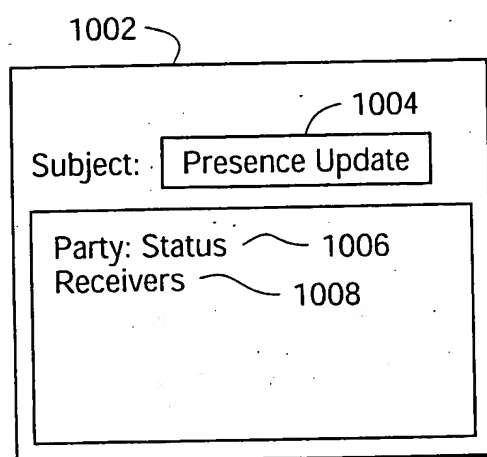 1002
1004
Subject: Presence Update
Party: Status 1006
Receivers 1008